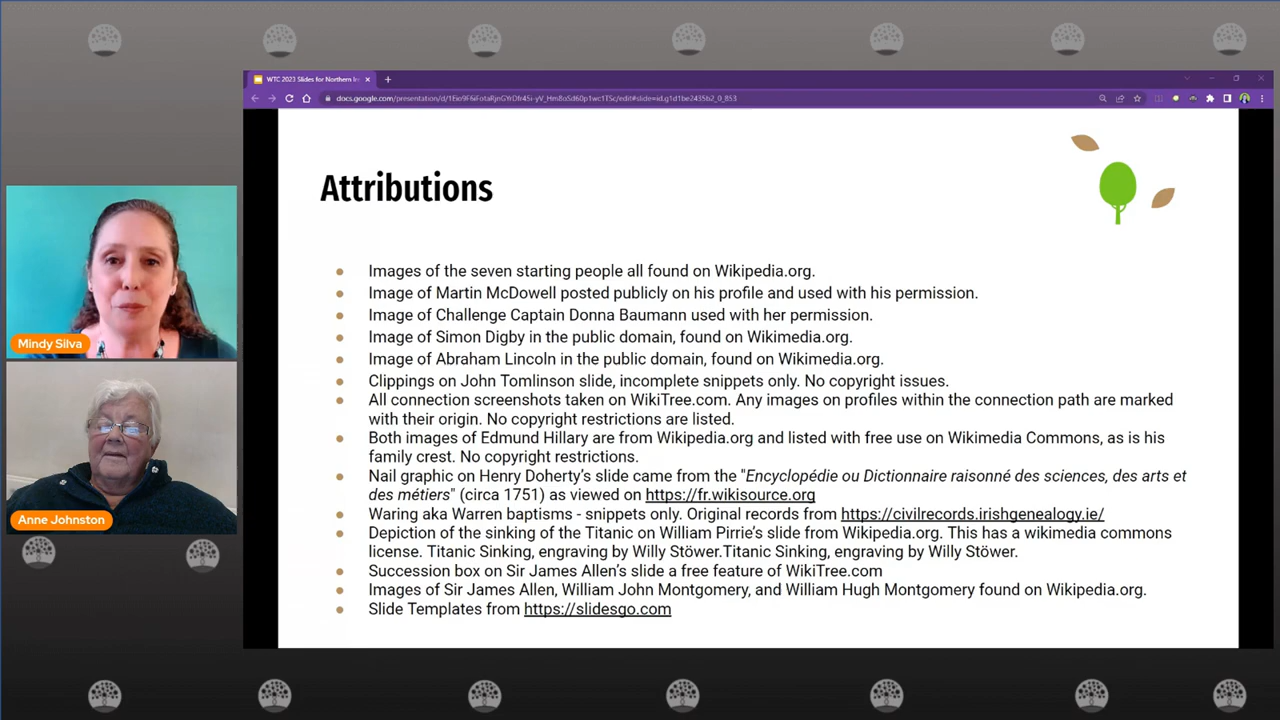 WTC 2023 Slides for Northern Ire
Attributions
Images of the seven starting people all found on Wikipedia.org.
Image of Martin McDowell posted publicly on his profile and used with his permission.
Image of Challenge Captain Donna Baumann used with her permission.
Image of Simon Digby in the public domain, found on Wikimedia.org.
Image of Abraham Lincoln in the public domain, found on Wikimedia.org.
Clippings on John Tomlinson slide, incomplete snippets only. No copyright issues.
All connection screenshots taken on WikiTree.com. Any images on profiles within the connection path are marked
with their origin. No copyright restrictions are listed.
Both images of Edmund Hillary are from Wikipedia.org and listed with free use on Wikimedia Commons, as is his
family crest. No copyright restrictions.
Nail graphic on Henry Doherty's slide came from the "Encyclopédie ou Dictionnaire raisonné des sciences, des arts et
des métiers" (circa 1751) as viewed on https://fr.wikisource.org
Waring aka Warren baptisms - snippets only. Original records from https://civilrecords.irishgenealogy.ie/
Depiction of the sinking of the Titanic on William Pirrie's slide from Wikipedia.org. This has a wikimedia commons
license. Titanic Sinking, engraving by Willy Stöwer.Titanic Sinking, engraving by Willy Stöwer.
Succession box on Sir James Allen's slide a free feature of WikiTree.com
Images of Sir James Allen, William John Montgomery, and William Hugh Montgomery found on Wikipedia.org.
Slide Templates from https://slidesgo.com
Mindy Silva
Anne Johnston